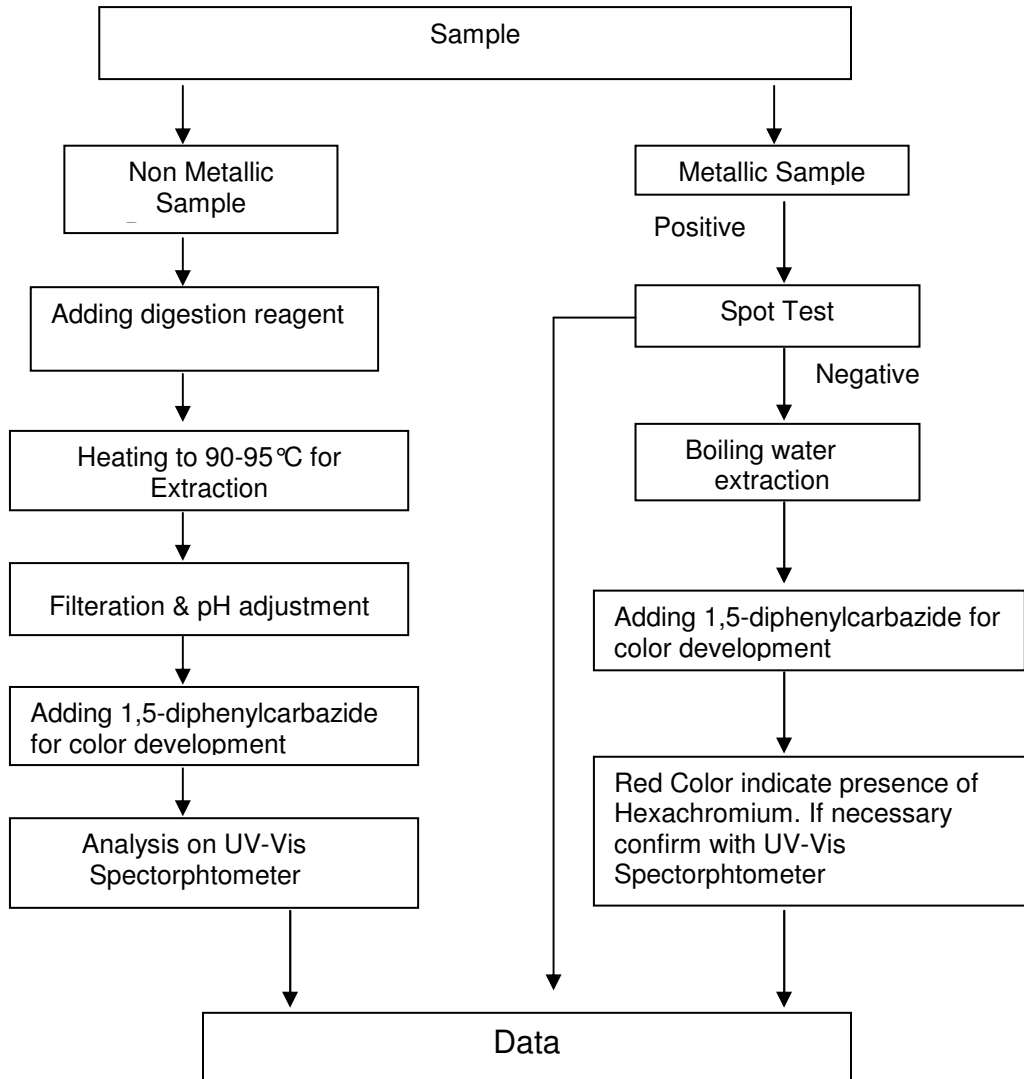 Sample
Non Metallic
Sample
Adding digestion reagent
Heating to 90-95°C for
Extraction
Filteration & pH adjustment
Adding 1,5-diphenylcarbazide
for color development
Analysis on UV-Vis
Spectorphtometer
Metallic Sample
Positive
Spot Test
Negative
Boiling water
extraction
Adding 1,5-diphenylcarbazide for
color development
Red Color indicate presence of
Hexachromium. If necessary
confirm with UV-Vis
Spectorphtometer
Data